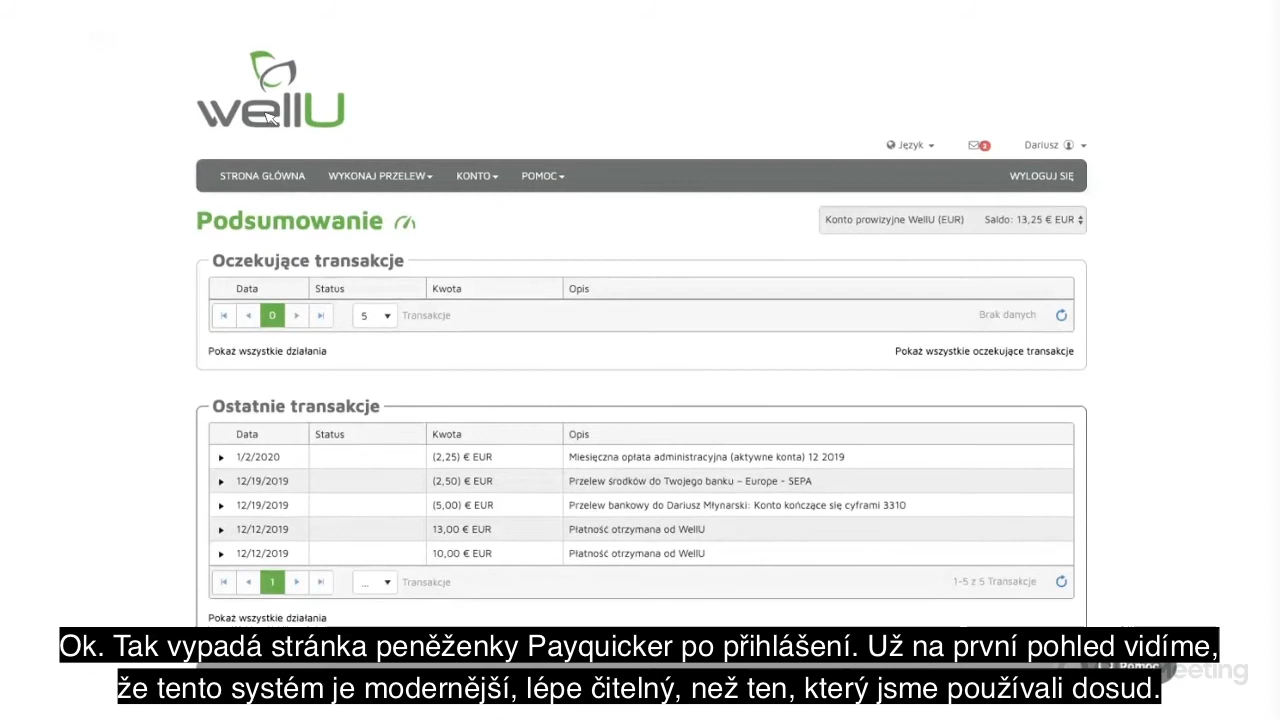 wellU
Język
2
Dariusz
STRONA GŁÓWNA WYKONAJ PRZELEW KONTO POMOC WYLOGUJ SIĘ
Podsumowanie
Konto prowizyjne WellU (EUR) Saldo: 13,25 € EUR
Oczekujące transakcje
Data Status Kwota Opis
0 5 Transakcje Brak danych
Pokaż wszystkie działania Pokaż wszystkie oczekujące transakcje
Ostatnie transakcje
Data Status Kwota Opis
1/2/2020 (2,25) € EUR Miesięczna opłata administracyjna (aktywne konta) 12 2019
12/19/2019 (2,50) € EUR Przelew środków do Twojego banku – Europe - SEPA
12/19/2019 (5,00) € EUR Przelew bankowy do Dariusz Młynarski: Konto kończące się cyframi 3310
12/12/2019 13,00 € EUR Płatność otrzymana od WellU
12/12/2019 10,00 € EUR Płatność otrzymana od WellU
1 ... Transakcje 1-5 z 5 Transakcje
Pokaż wszystkie działania
Ok. Tak vypadá stránka peněženky Payquicker po přihlášení. Už na první pohled vidíme,
že tento systém je modernější, lépe čitelný, než ten, který jsme používali dosud.